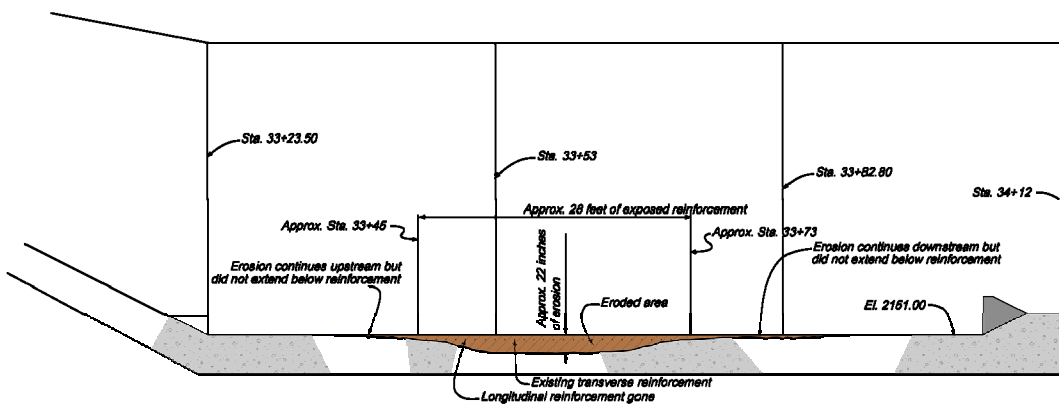 Sta. 33+23.50
Sta. 33+53
Sta. 33+82.80
Sta. 34+12
Approx. 28 feet of exposed reinforcement
Approx. Sta. 33+45
Approx. Sta. 33+73
Erosion continues upstream but
did not extend below reinforcement
Approx. 22 inches
of erosion
Erosion continues downstream but
did not extend below reinforcement
Eroded area
El. 2151.00
Existing transverse reinforcement
Longitudinal reinforcement gone